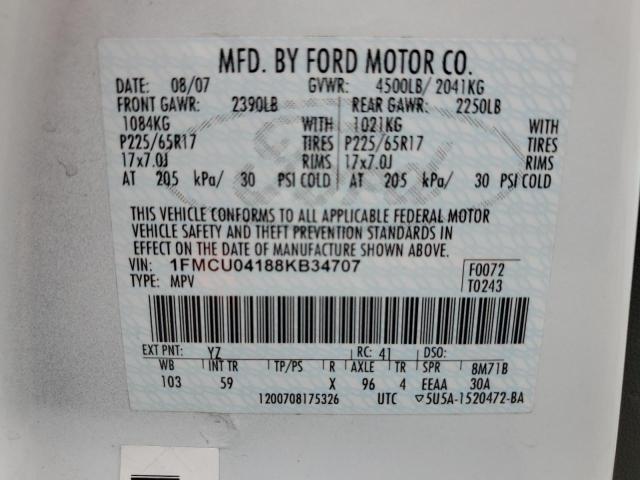 MFD. BY FORD MOTOR CO.
DATE: 08/07 GVWR: 4500LB/ 2041KG
FRONT GAWR: 2390LB REAR GAWR: 2250LB
1084KG WITH 1021KG WITH
P225/65R17 TIRES P225/65R17 TIRES
17x7.0J RIMS 17x7.0J RIMS
AT 205 kPa/ 30 PSI COLD AT 205 kPa/ 30 PSI COLD
THIS VEHICLE CONFORMS TO ALL APPLICABLE FEDERAL MOTOR
VEHICLE SAFETY AND THEFT PREVENTION STANDARDS IN
EFFECT ON THE DATE OF MANUFACTURE SHOWN ABOVE.
VIN: 1FMCU04188KB34707 F0072
TYPE: MPV T0243
EXT PNT: YZ RC: 41 DSO:
WB INT TR TP/PS R AXLE TR SPR 8M71B
103 59 X 96 4 EEAA 30A
1200708175326 UTC ▽5U5A-1520472-BA